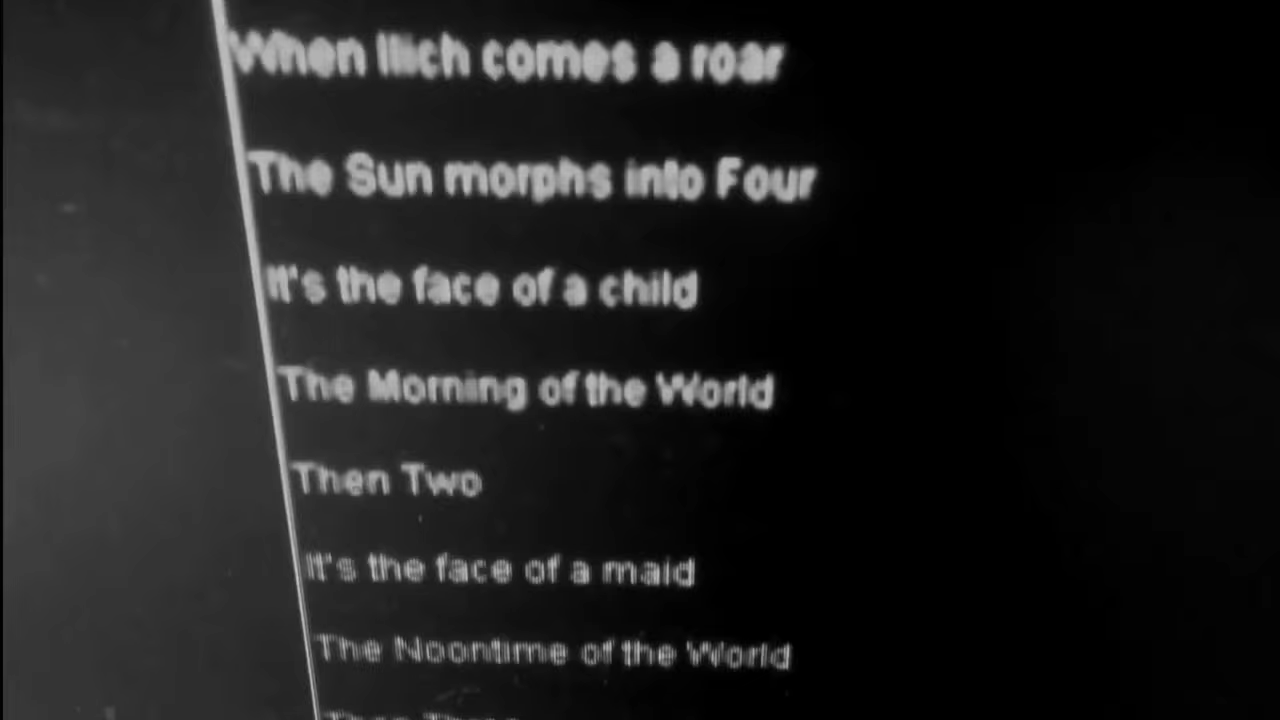 When Ilich comes a roar
The Sun morphs into Four
It's the face of a child
The Morning of the World
Then Two
It's the face of a maid
The Noontime of the World